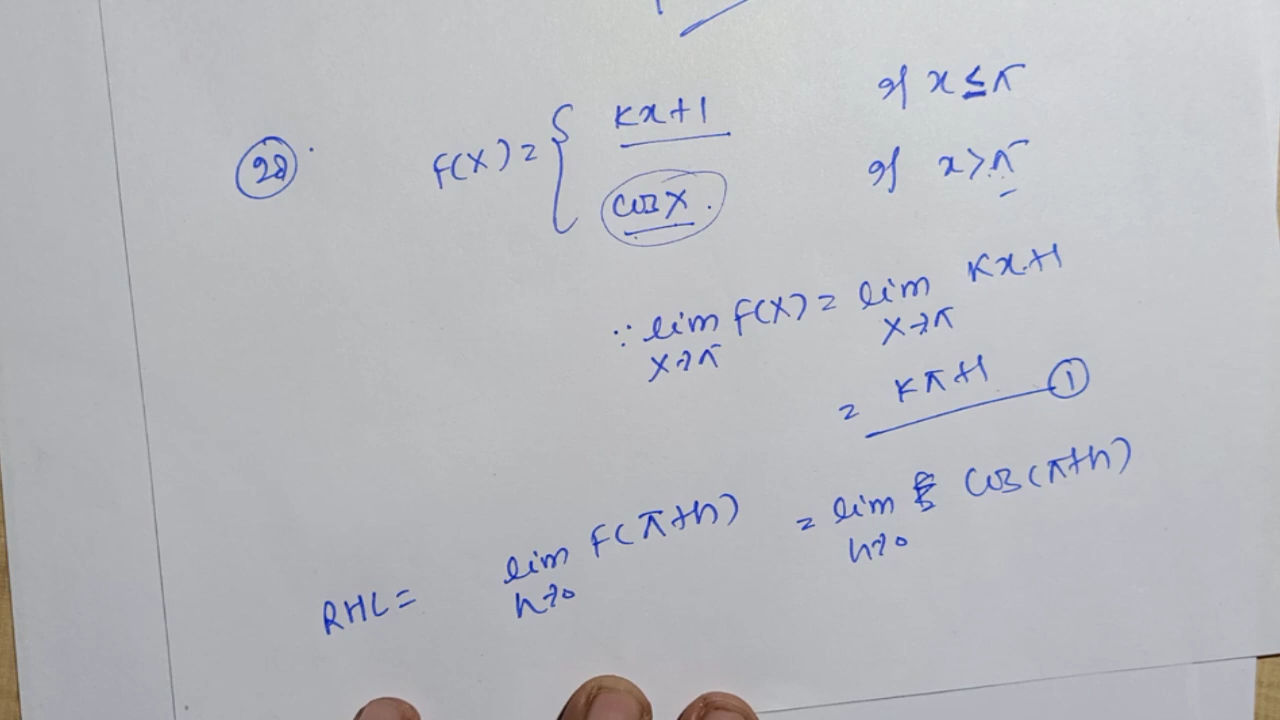 28.
f(x) = { kx+1 if x ≤ π
cos x. if x > π
∵ lim x→π f(x) = lim x→π kx+1
= kπ+1 ①
RHL = lim h→0 f(π+h) = lim h→0 cos(π+h)